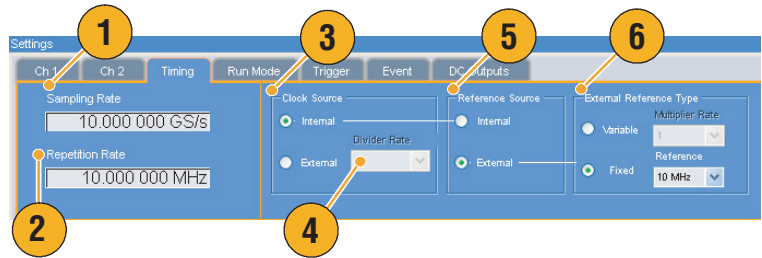 1
3
5
6
Settings
Ch 1 Ch 2 Timing Run Mode Trigger Event DC Outputs
Sampling Rate
10.000 000 GS/s
Repetition Rate
10.000 000 MHz
Clock Source
Internal
External
Divider Rate
Reference Source
Internal
External
External Reference Type
Variable
Multiplier Rate
1
Fixed
Reference
10 MHz
2
4